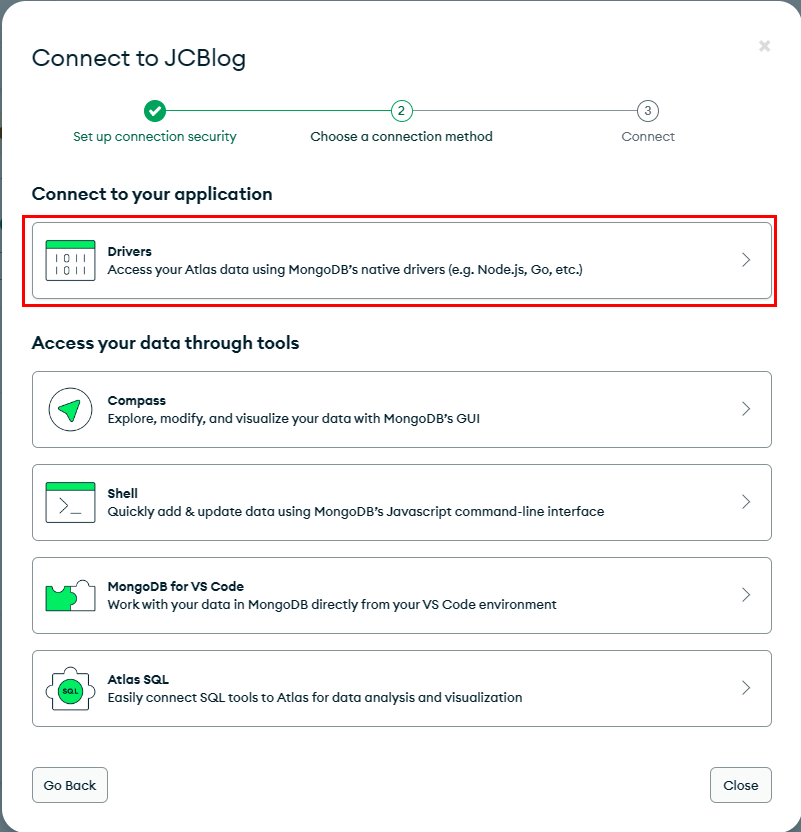 Connect to JCBlog
×
2
3
Set up connection security
Choose a connection method
Connect
Connect to your application
1011
1011
Drivers
Access your Atlas data using MongoDB's native drivers (e.g. Node.js, Go, etc.)
Access your data through tools
Compass
Explore, modify, and visualize your data with MongoDB's GUI
>_
Shell
Quickly add & update data using MongoDB's Javascript command-line interface
MongoDB for VS Code
Work with your data in MongoDB directly from your VS Code environment
SQL
Atlas SQL
Easily connect SQL tools to Atlas for data analysis and visualization
Go Back
Close